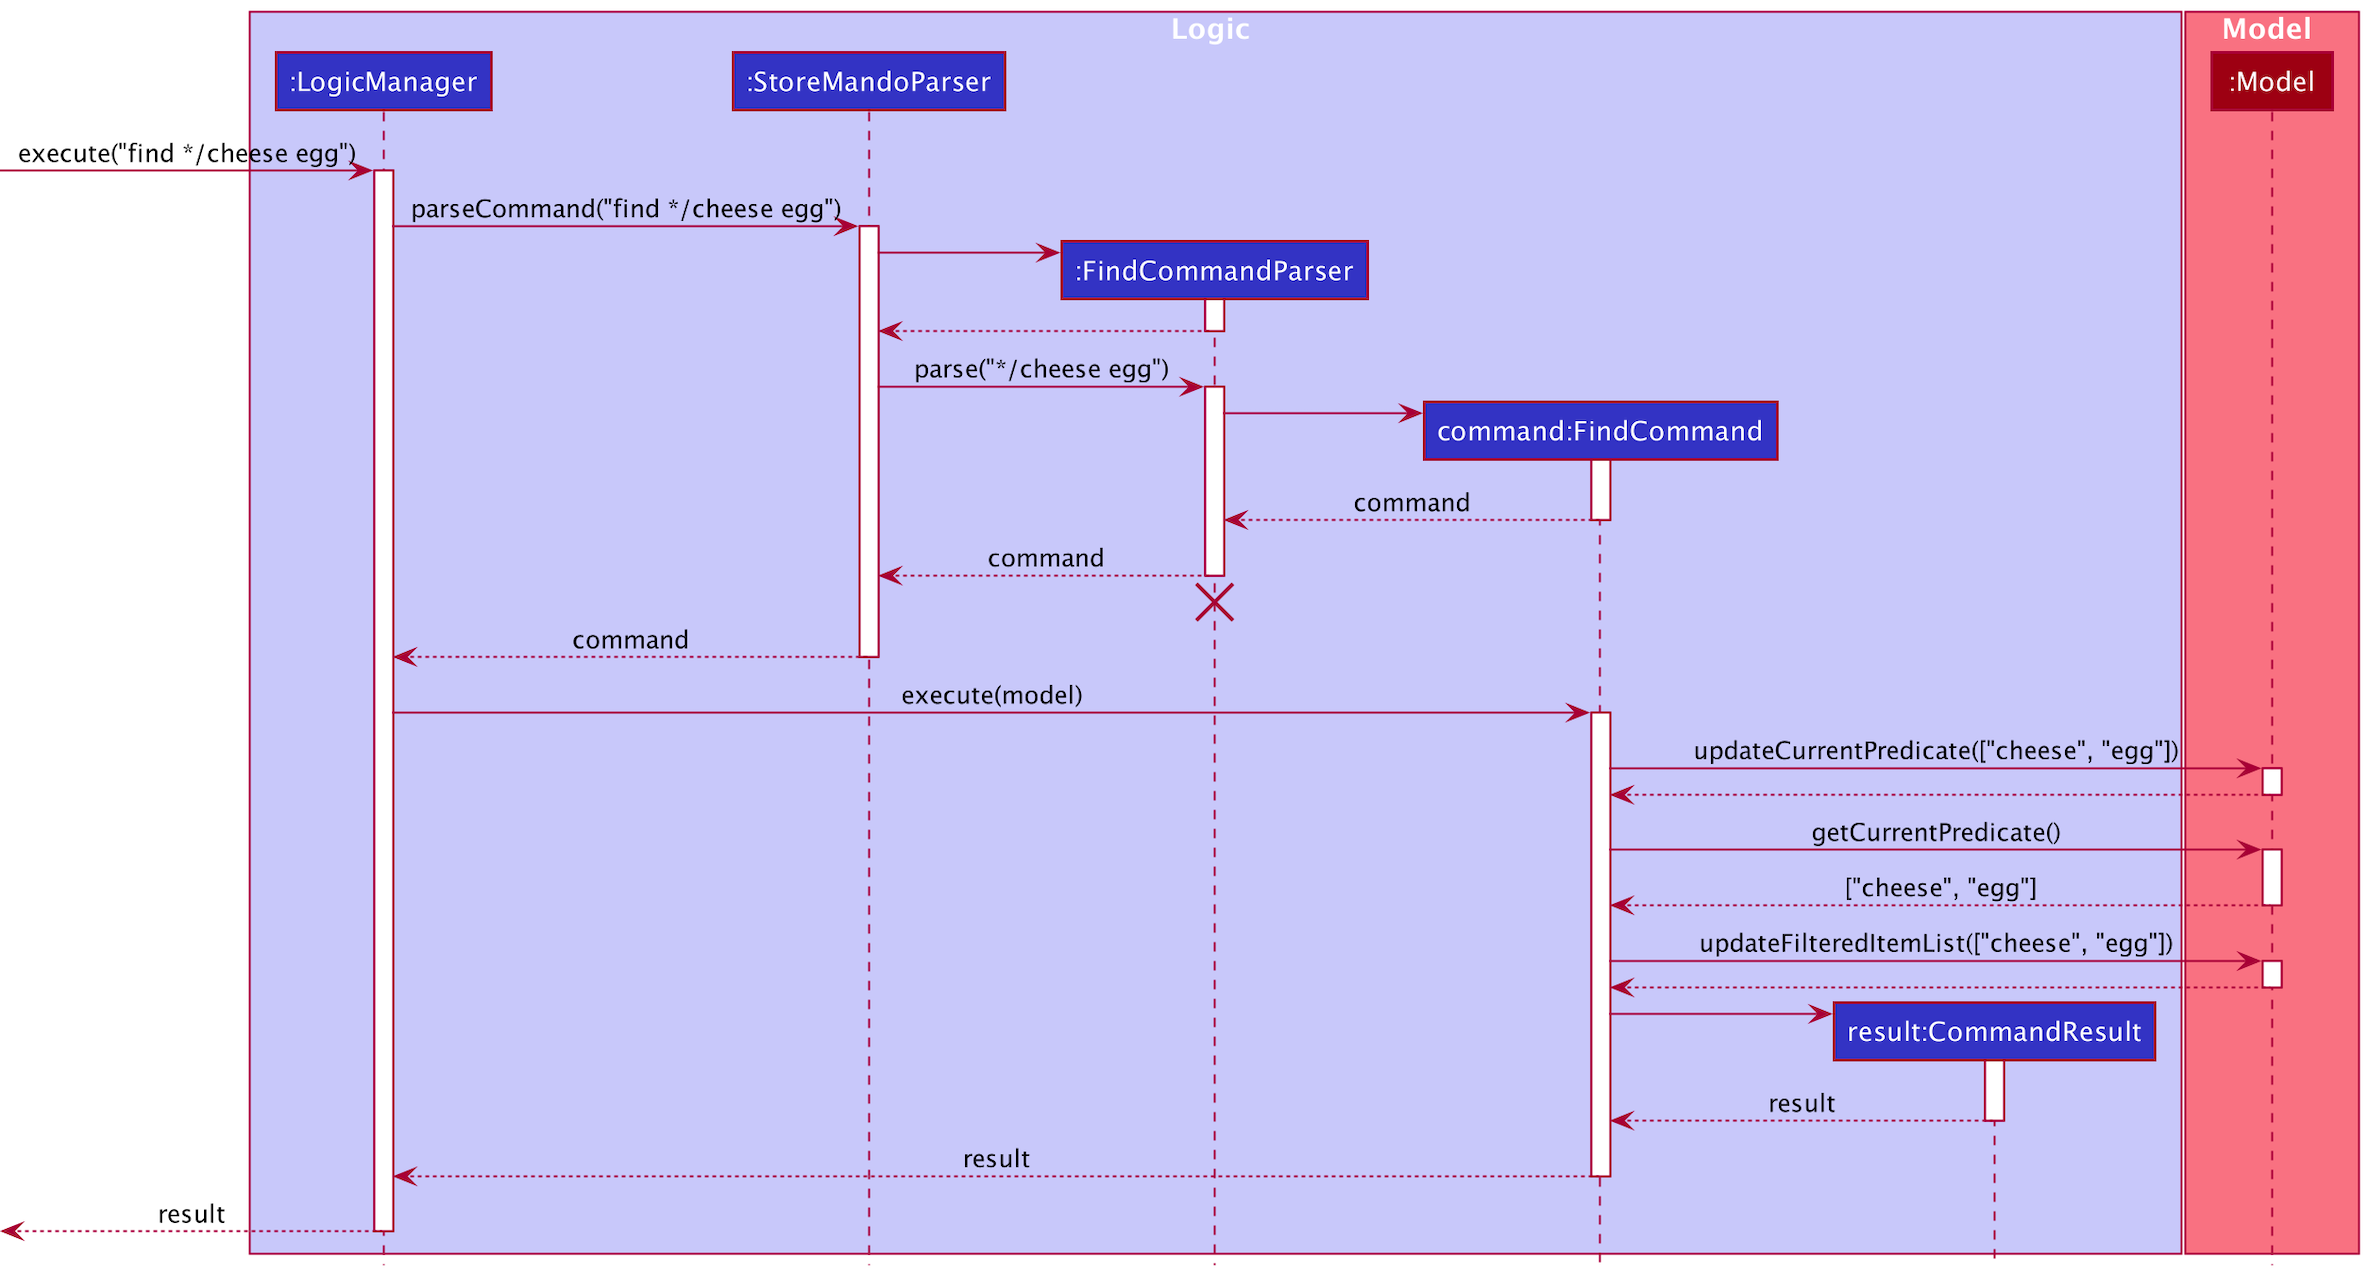 Logic
Model
:LogicManager
:StoreMandoParser
:Model
execute("find */cheese egg")
parseCommand("find */cheese egg")
:FindCommandParser
parse("*/cheese egg")
command:FindCommand
command
command
command
execute(model)
updateCurrentPredicate(["cheese", "egg"])
getCurrentPredicate()
["cheese", "egg"]
updateFilteredItemList(["cheese", "egg"])
result:CommandResult
result
result
result